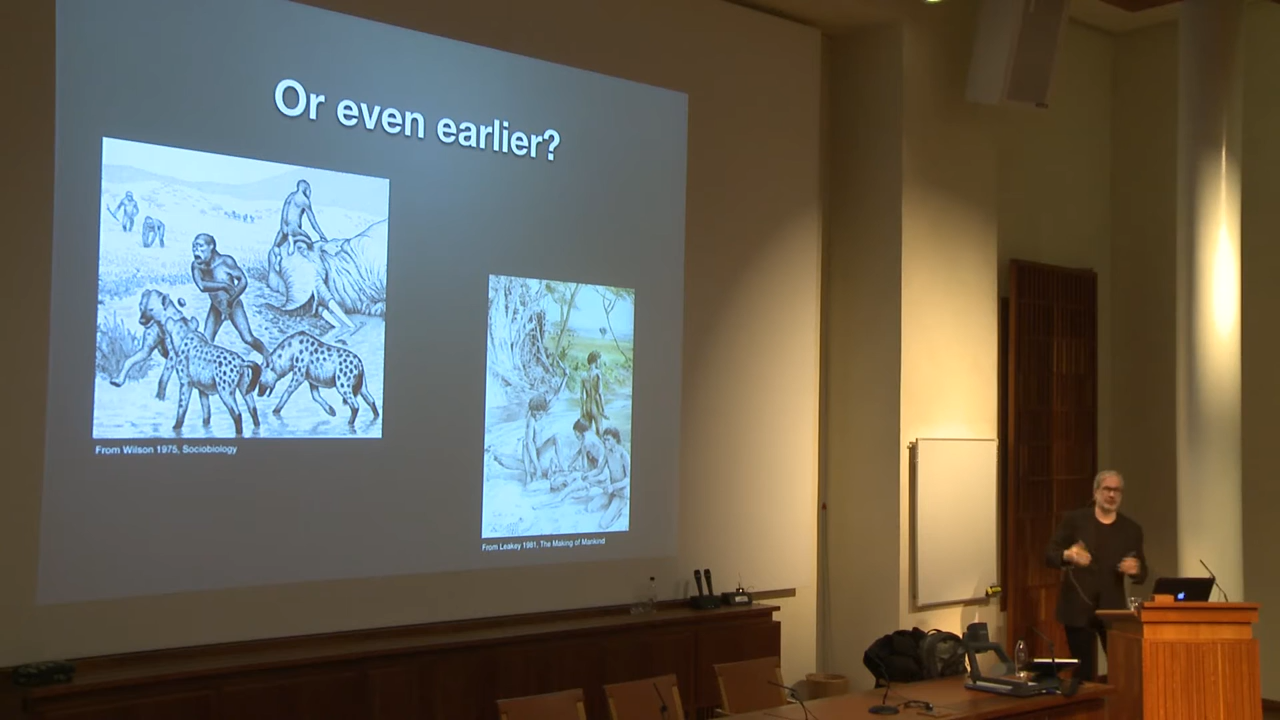 Or even earlier?
From Wilson 1975, Sociobiology
From Leakey 1981, The Making of Mankind